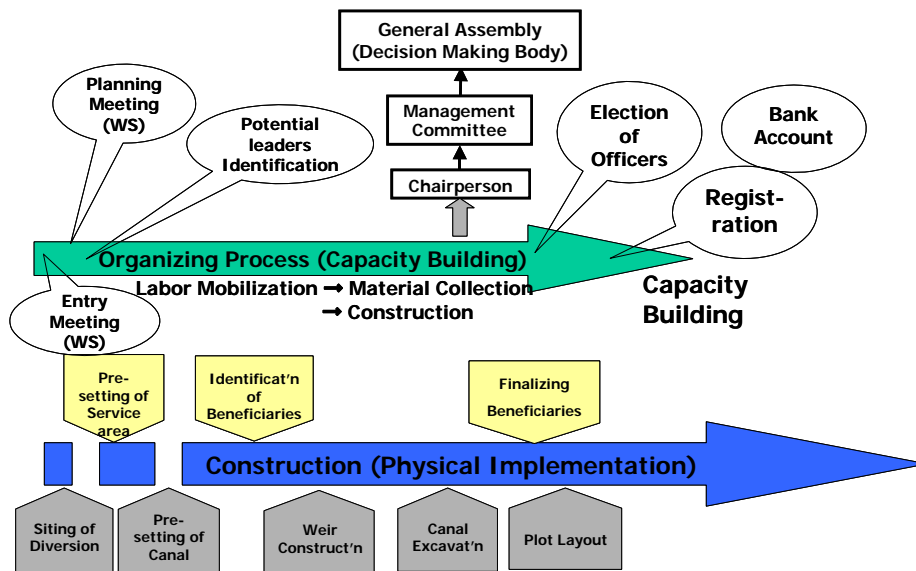 General Assembly
(Decision Making Body)
Planning
Meeting
(WS)
Potential
leaders
Identification
Management
Committee
Election
of
Officers
Bank
Account
Chairperson
Regist-
ration
Organizing Process (Capacity Building)
Labor Mobilization → Material Collection
→ Construction
Capacity
Building
Entry
Meeting
(WS)
Pre-
setting of
Service
area
Identificat'n
of
Beneficiaries
Finalizing
Beneficiaries
Construction (Physical Implementation)
Siting of
Diversion
Pre-
setting of
Canal
Weir
Construct'n
Canal
Excavat'n
Plot Layout